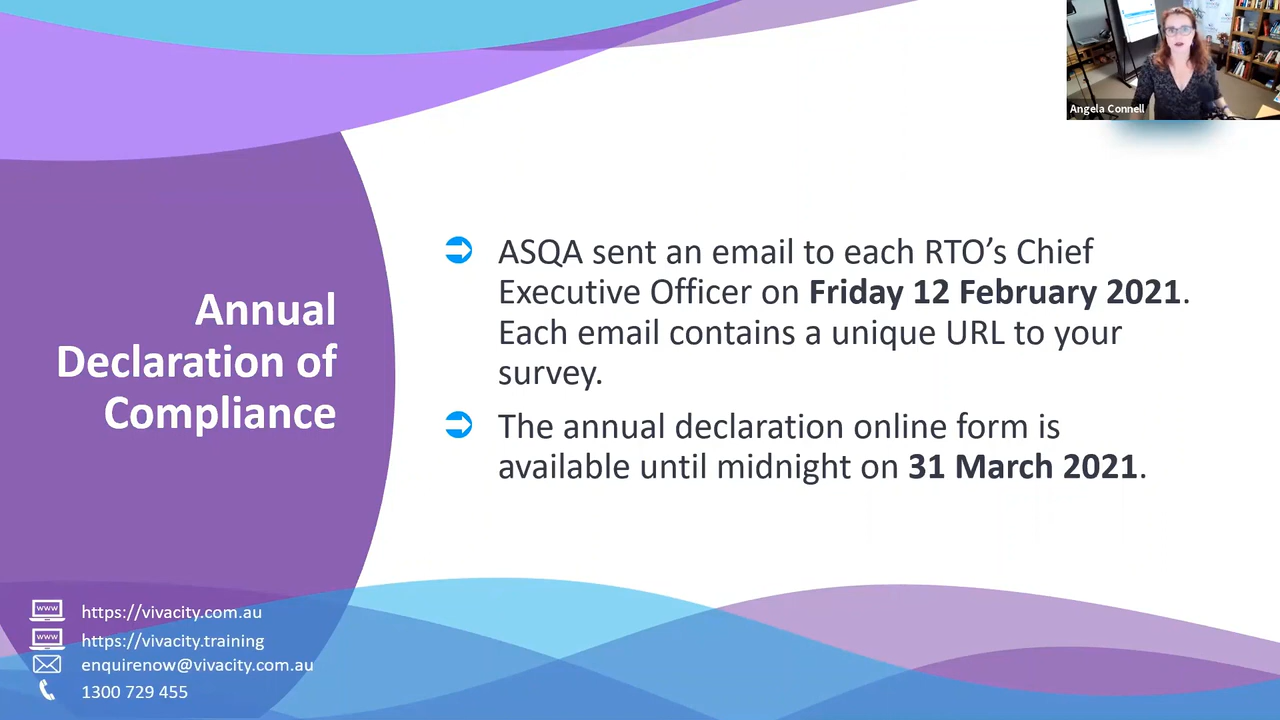 Angela Connell
Annual
Declaration of
Compliance
ASQA sent an email to each RTO’s Chief
Executive Officer on Friday 12 February 2021.
Each email contains a unique URL to your
survey.
The annual declaration online form is
available until midnight on 31 March 2021.
www https://vivacity.com.au
www https://vivacity.training
enquirenow@vivacity.com.au
1300 729 455